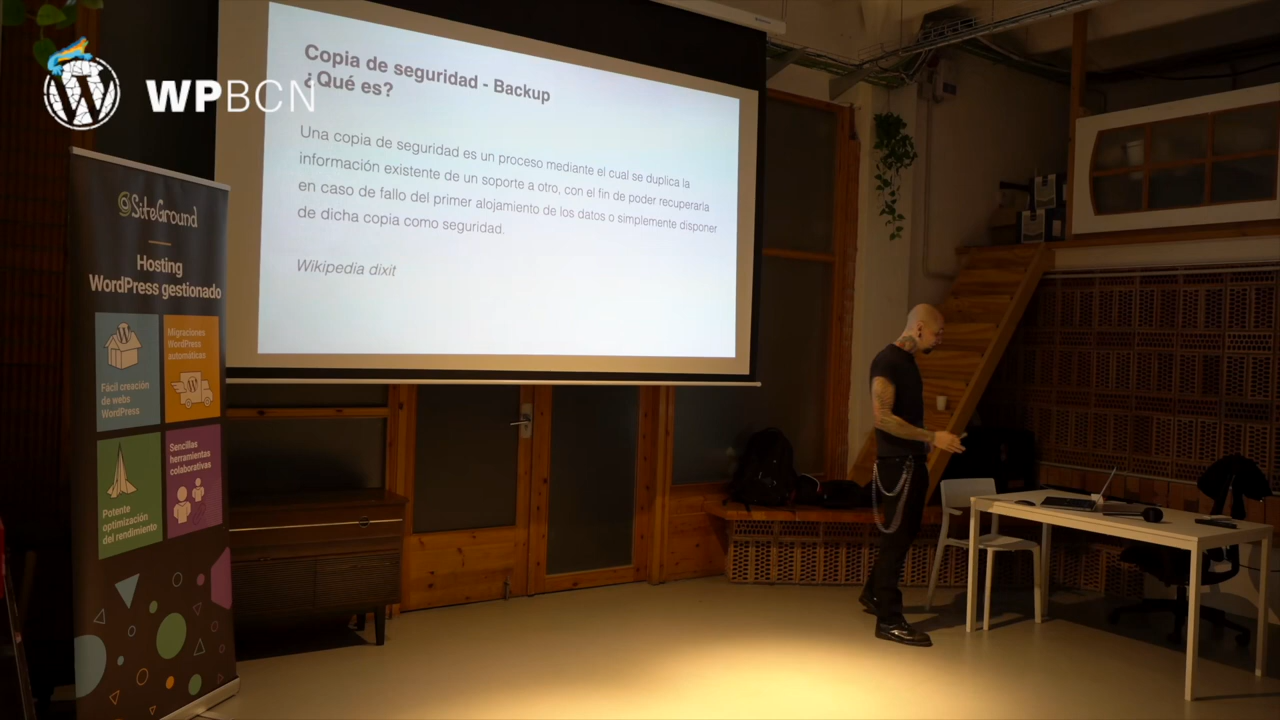 WPBCN
Copia de seguridad - Backup
¿Qué es?
Una copia de seguridad es un proceso mediante el cual se duplica la
información existente de un soporte a otro, con el fin de poder recuperarla
en caso de fallo del primer alojamiento de los datos o simplemente disponer
de dicha copia como seguridad.
Wikipedia dixit
SiteGround
Hosting
WordPress gestionado
Fácil creación
de webs
WordPress
Migraciones
WordPress
automáticas
Potente
optimización
del rendimiento
Sencillas
herramientas
colaborativas